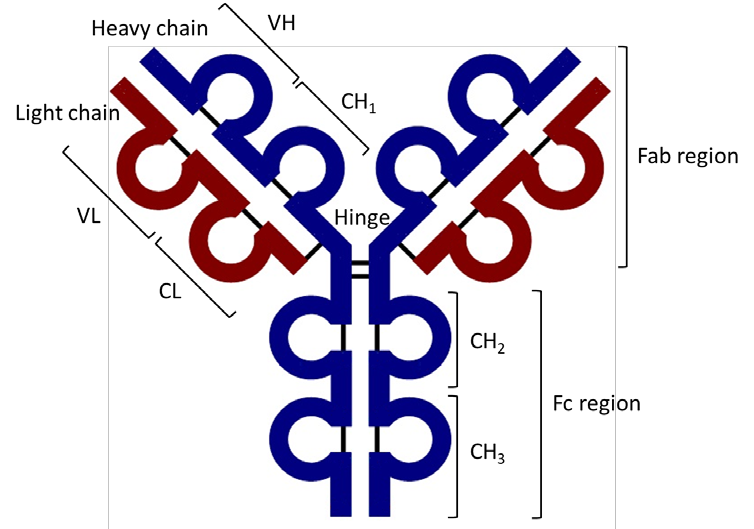 VH
Heavy chain
CH₁
Light chain
Fab region
VL
Hinge
CL
CH₂
Fc region
CH₃